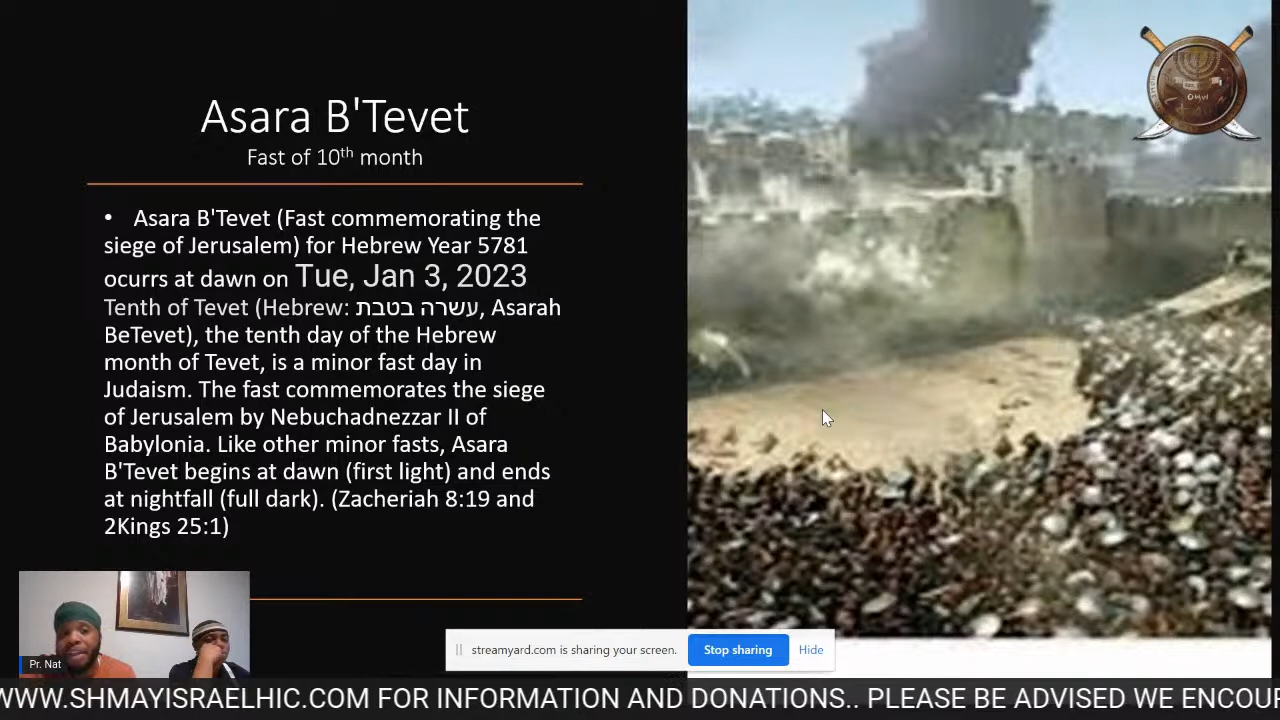 Asara B'Tevet
Fast of 10th month
• Asara B'Tevet (Fast commemorating the
siege of Jerusalem) for Hebrew Year 5781
ocurrs at dawn on Tue, Jan 3, 2023
Tenth of Tevet (Hebrew: עשרה בטבת, Asarah
BeTevet), the tenth day of the Hebrew
month of Tevet, is a minor fast day in
Judaism. The fast commemorates the siege
of Jerusalem by Nebuchadnezzar II of
Babylonia. Like other minor fasts, Asara
B'Tevet begins at dawn (first light) and ends
at nightfall (full dark). (Zacheriah 8:19 and
2Kings 25:1)
Pr. Nat
streamyard.com is sharing your screen. Stop sharing Hide
WWW.SHMAYISRAELHIC.COM FOR INFORMATION AND DONATIONS.. PLEASE BE ADVISED WE ENCOU